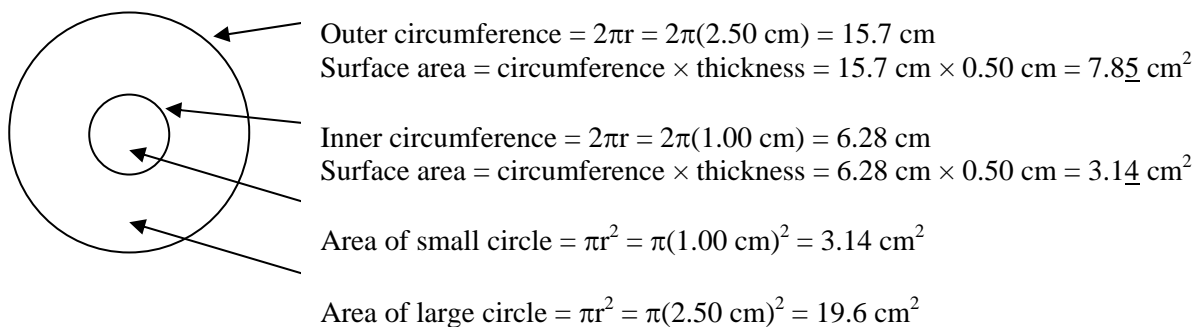 Outer circumference = 2πr = 2π(2.50 cm) = 15.7 cm
Surface area = circumference × thickness = 15.7 cm × 0.50 cm = 7.85 cm²
Inner circumference = 2πr = 2π(1.00 cm) = 6.28 cm
Surface area = circumference × thickness = 6.28 cm × 0.50 cm = 3.14 cm²
Area of small circle = πr² = π(1.00 cm)² = 3.14 cm²
Area of large circle = πr² = π(2.50 cm)² = 19.6 cm²